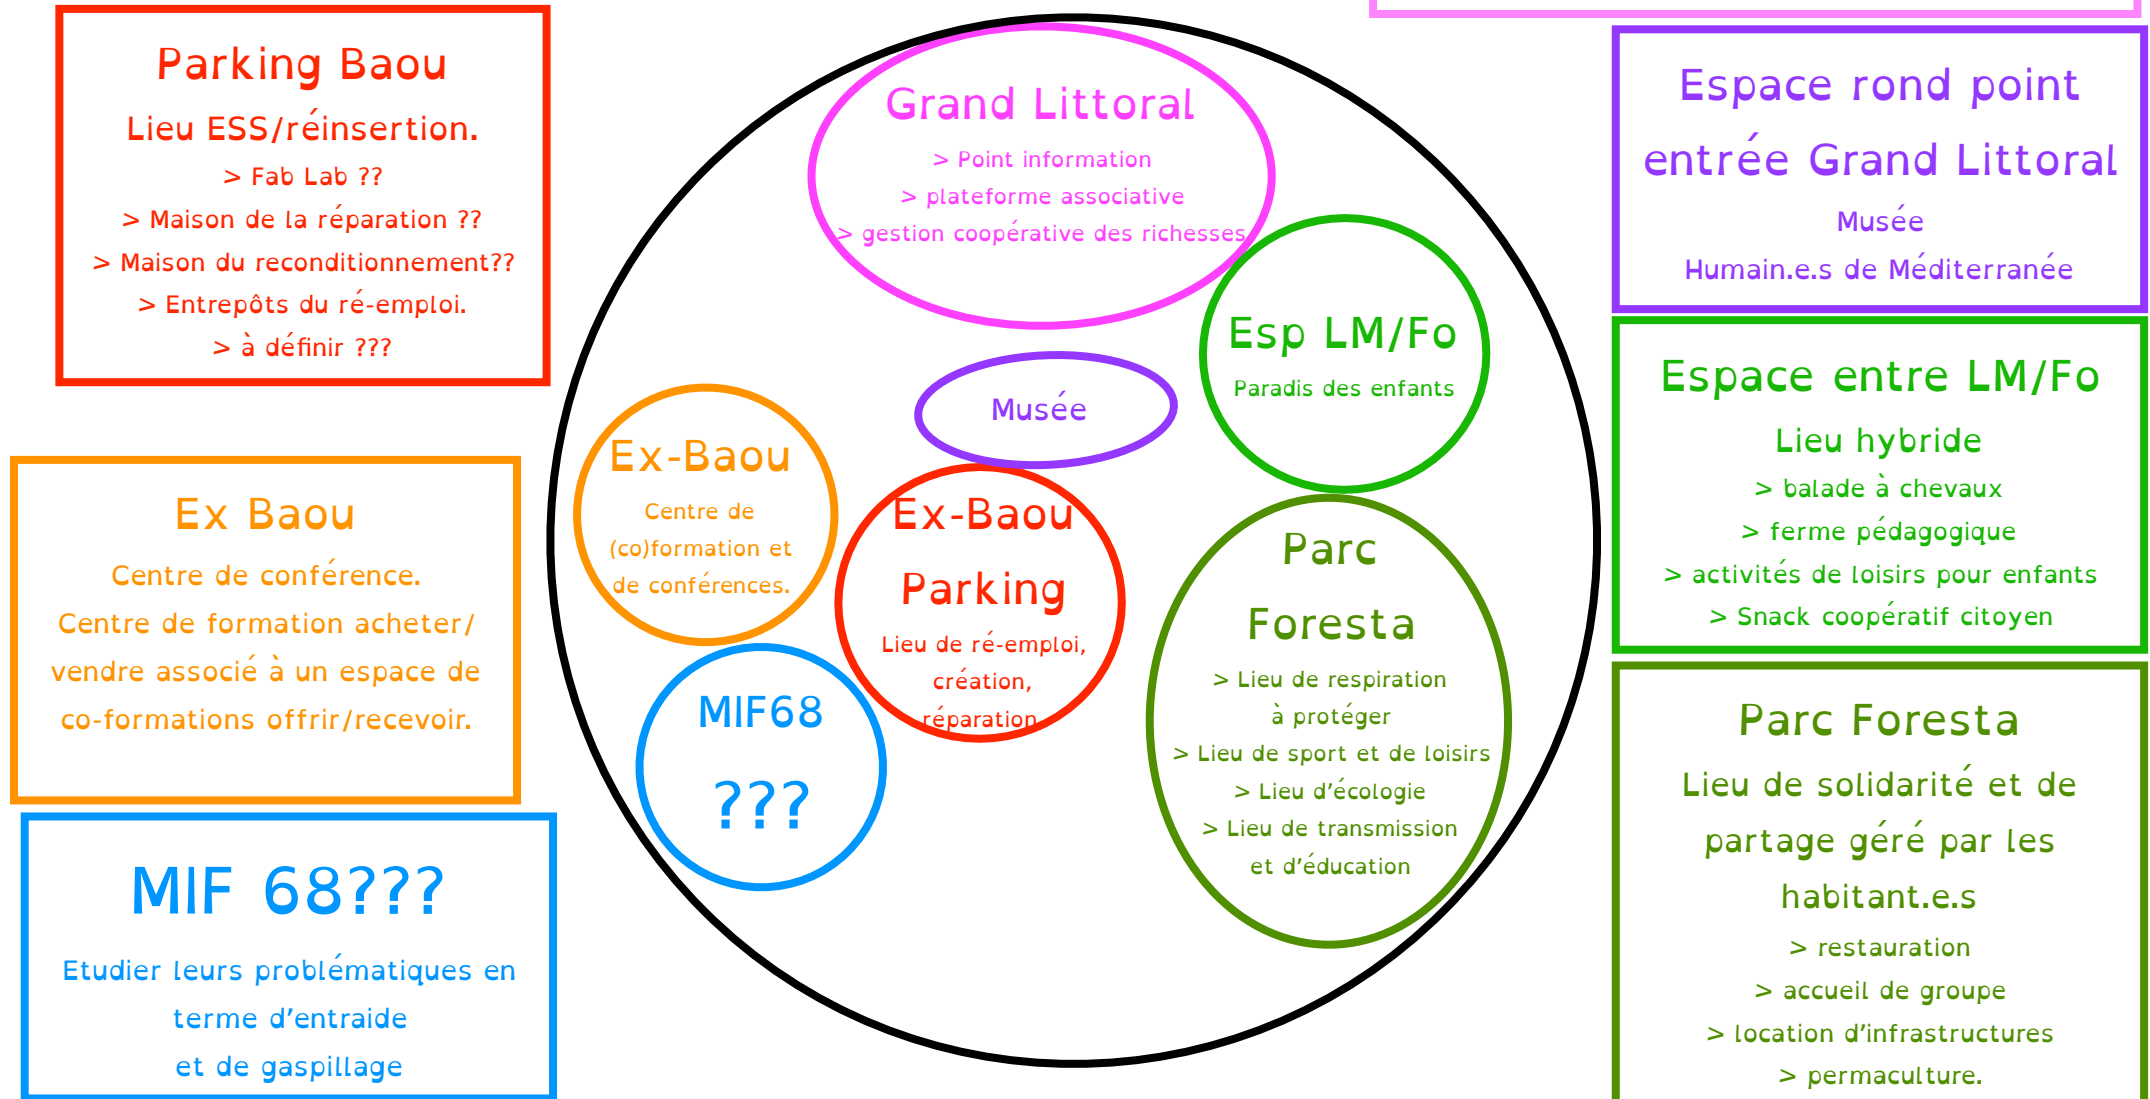 Parking Baou
Lieu ESS/réinsertion.
> Fab Lab ??
> Maison de la réparation ??
> Maison du reconditionnement??
> Entrepôts du ré-emploi.
> à définir ???
Ex Baou
Centre de conférence.
Centre de formation acheter/
vendre associé à un espace de
co-formations offrir/recevoir.
MIF 68???
Etudier leurs problématiques en
terme d'entraide
et de gaspillage
Grand Littoral
> Point information
> plateforme associative
> gestion coopérative des richesses
Esp LM/Fo
Paradis des enfants
Musée
Ex-Baou
Centre de
(co)formation et
de conférences.
Ex-Baou
Parking
Lieu de ré-emploi,
création,
réparation
MIF68
???
Parc
Foresta
> Lieu de respiration
à protéger
> Lieu de sport et de loisirs
> Lieu d'écologie
> Lieu de transmission
et d'éducation
Espace rond point
entrée Grand Littoral
Musée
Humain.e.s de Méditerranée
Espace entre LM/Fo
Lieu hybride
> balade à chevaux
> ferme pédagogique
> activités de loisirs pour enfants
> Snack coopératif citoyen
Parc Foresta
Lieu de solidarité et de
partage géré par les
habitant.e.s
> restauration
> accueil de groupe
> location d'infrastructures
> permaculture.